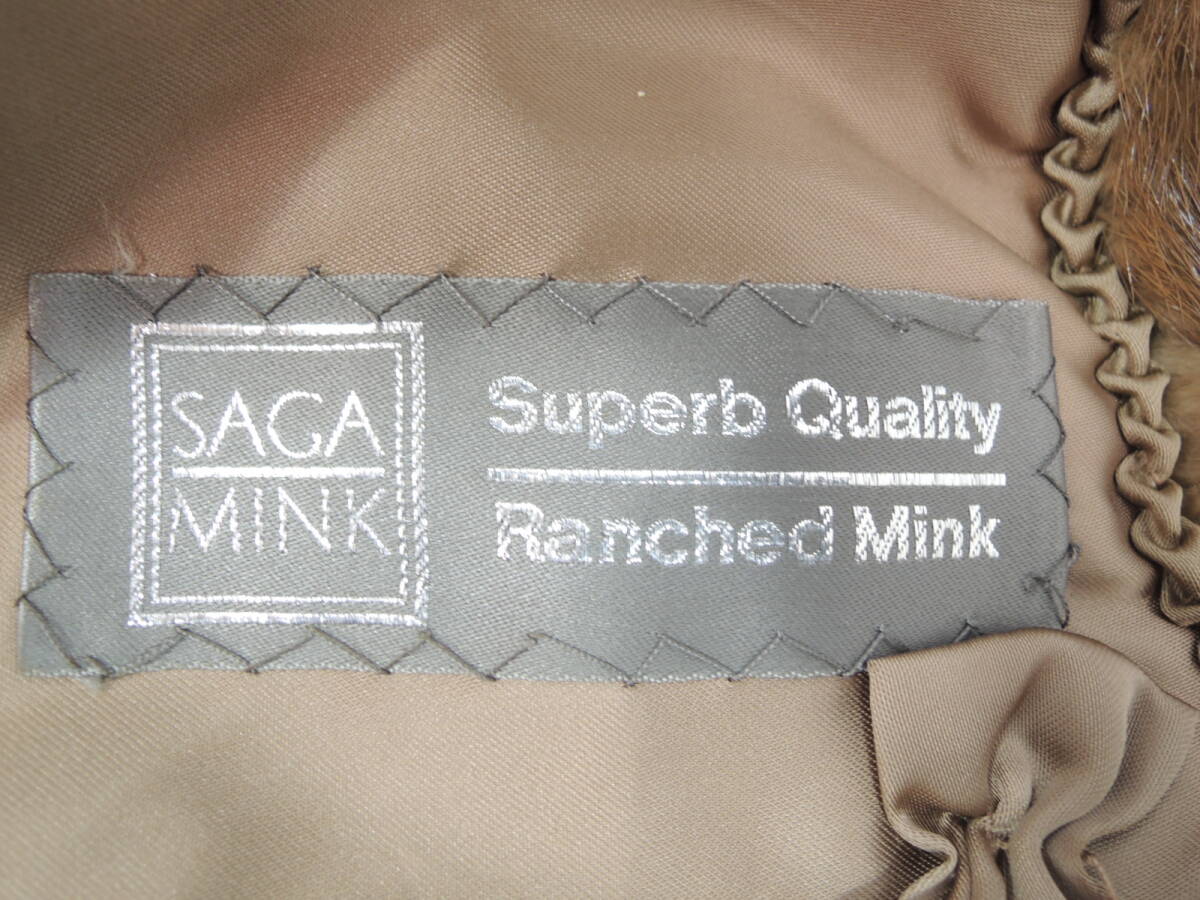 SAGA
MINK
Superb Quality
Ranched Mink